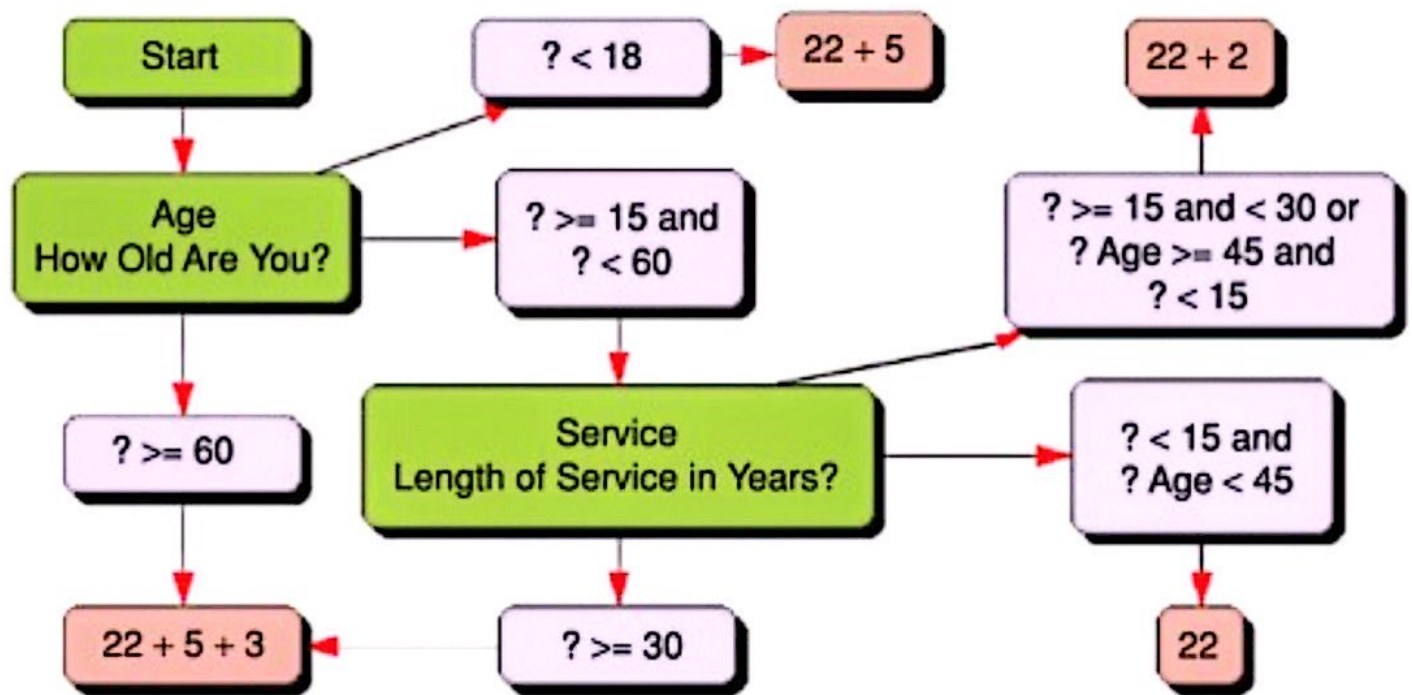 Start
? < 18
22 + 5
22 + 2
Age
How Old Are You?
? >= 15 and
? < 60
? >= 15 and < 30 or
? Age >= 45 and
? < 15
? >= 60
Service
Length of Service in Years?
? < 15 and
? Age < 45
22 + 5 + 3
? >= 30
22